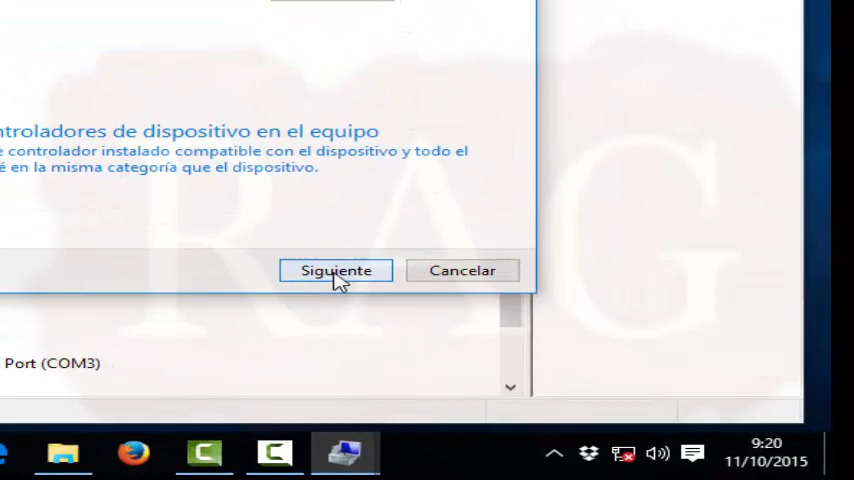 ntroladores de dispositivo en el equipo
e controlador instalado compatible con el dispositivo y todo el
é en la misma categoría que el dispositivo.
RAG
Siguiente
Cancelar
Port (COM3)
9:20
11/10/2015